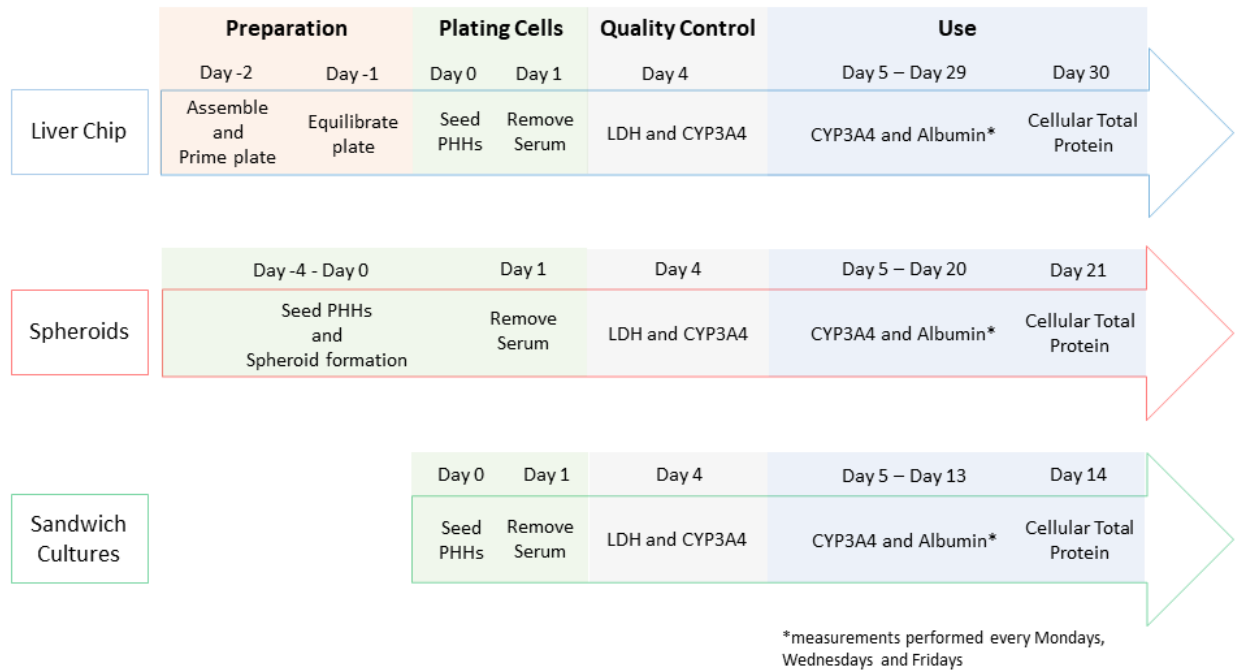 Preparation
Plating Cells
Quality Control
Use
Day -2
Day -1
Day 0
Day 1
Day 4
Day 5 – Day 29
Day 30
Liver Chip
Assemble
and
Prime plate
Equilibrate
plate
Seed
PHHs
Remove
Serum
LDH and CYP3A4
CYP3A4 and Albumin*
Cellular Total
Protein
Day -4 - Day 0
Day 1
Day 4
Day 5 – Day 20
Day 21
Spheroids
Seed PHHs
and
Spheroid formation
Remove
Serum
LDH and CYP3A4
CYP3A4 and Albumin*
Cellular Total
Protein
Day 0
Day 1
Day 4
Day 5 – Day 13
Day 14
Sandwich
Cultures
Seed
PHHs
Remove
Serum
LDH and CYP3A4
CYP3A4 and Albumin*
Cellular Total
Protein
*measurements performed every Mondays,
Wednesdays and Fridays